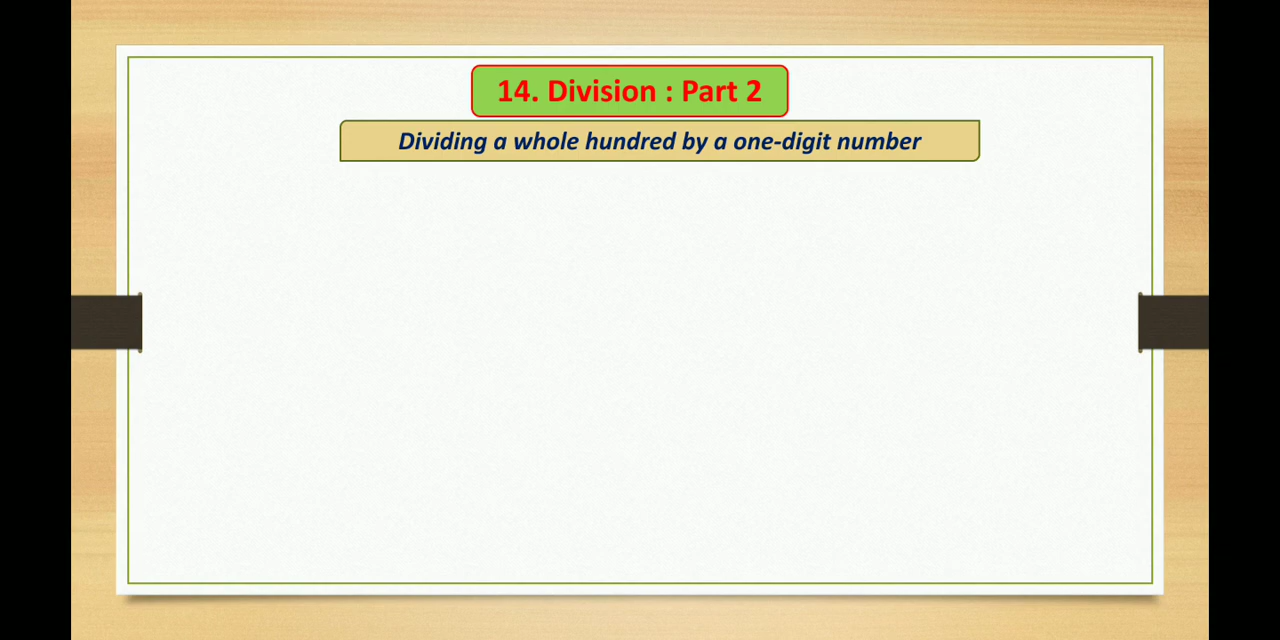 14. Division : Part 2
Dividing a whole hundred by a one-digit number